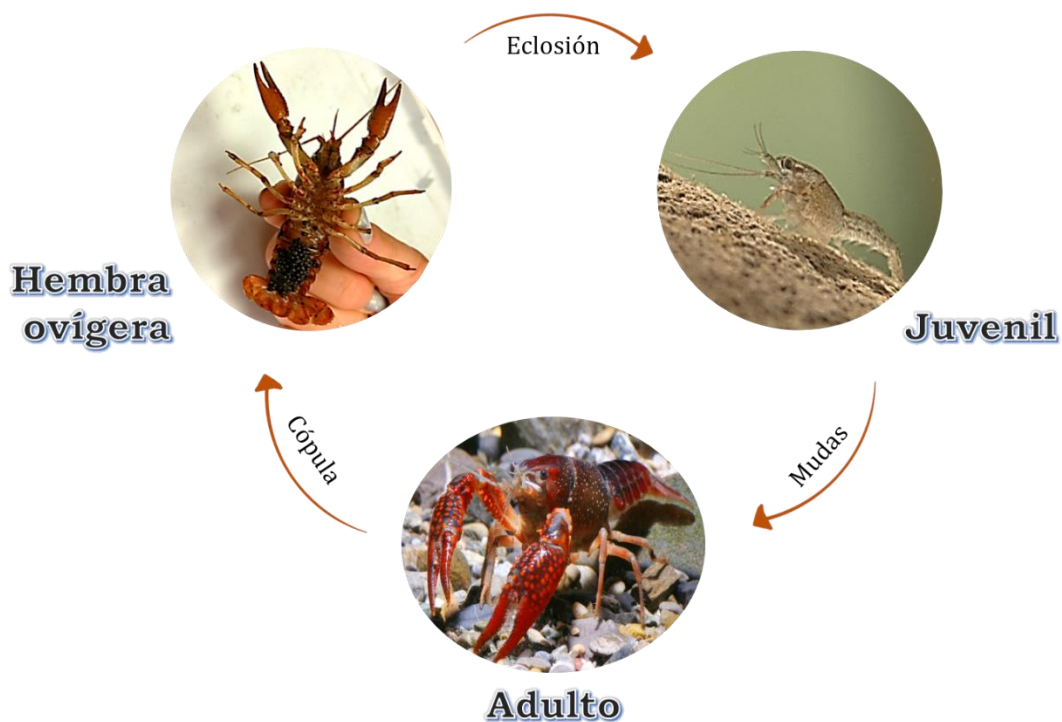 Eclosión
Hembra
ovígera
Juvenil
Cópula
Mudas
Adulto